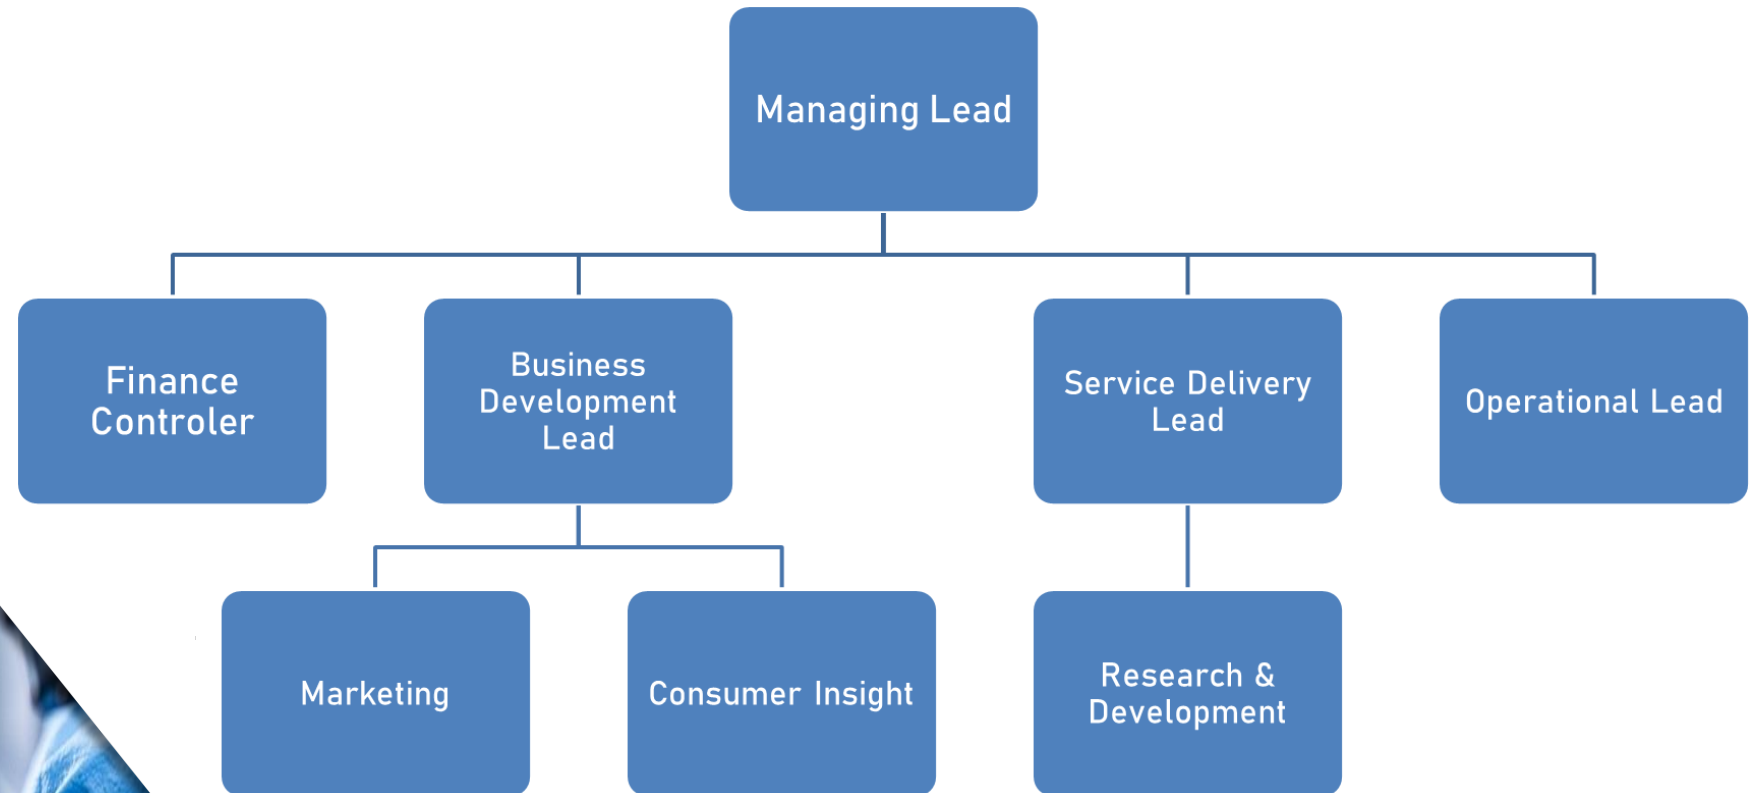 Managing Lead
Finance
Controler
Business
Development
Lead
Service Delivery
Lead
Operational Lead
Marketing
Consumer Insight
Research &
Development